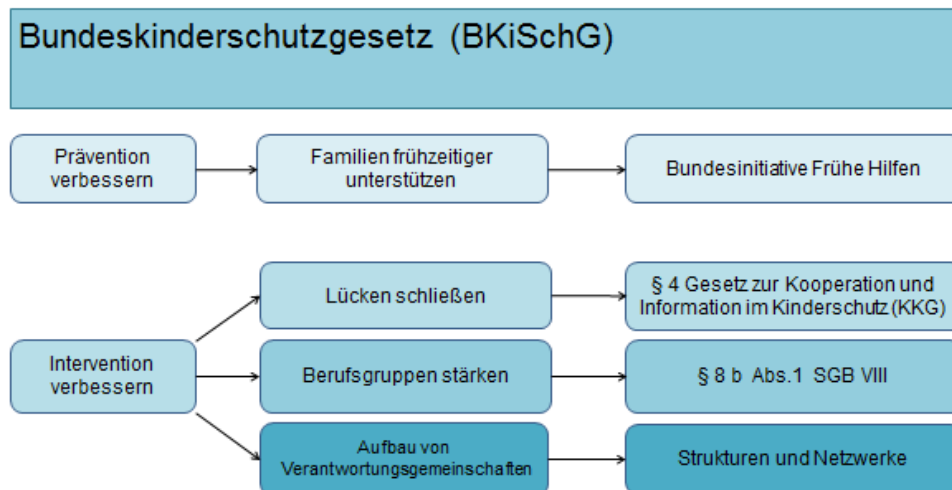 Bundeskinderschutzgesetz (BKiSchG)
Prävention
verbessern
Familien frühzeitiger
unterstützen
Bundesinitiative Frühe Hilfen
Intervention
verbessern
Lücken schließen
§ 4 Gesetz zur Kooperation und
Information im Kinderschutz (KKG)
Berufsgruppen stärken
§ 8 b Abs.1 SGB VIII
Aufbau von
Verantwortungsgemeinschaften
Strukturen und Netzwerke